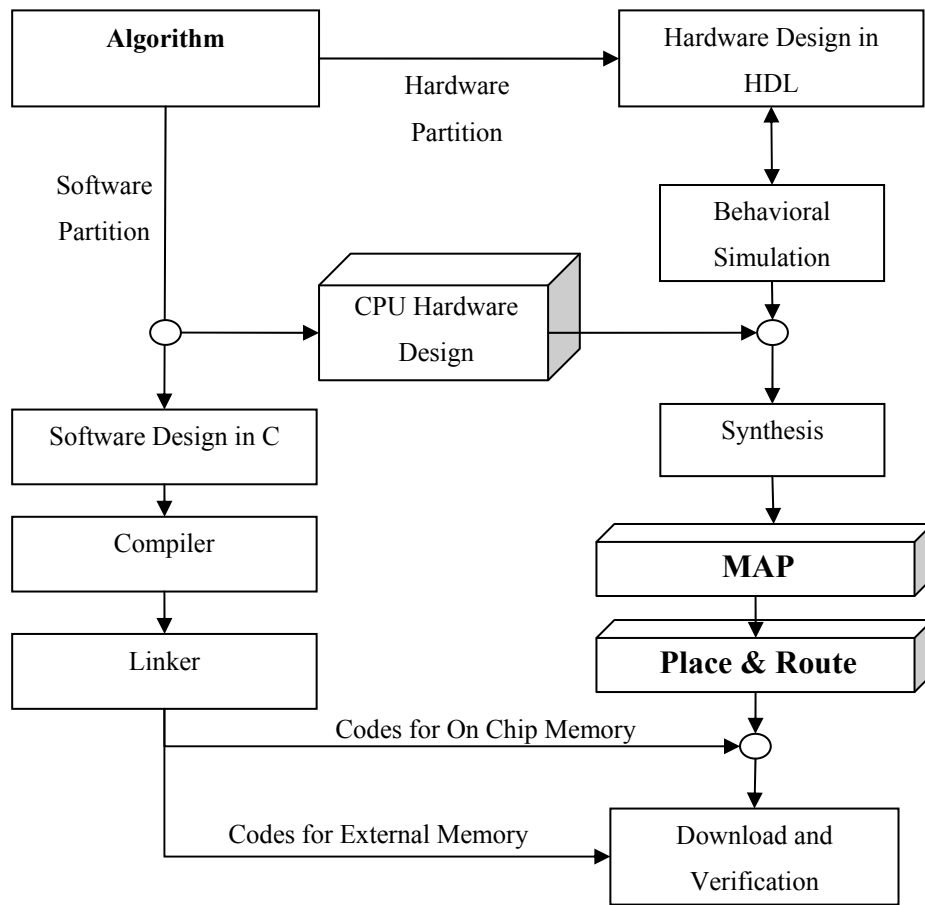 Algorithm
Hardware Design in
HDL
Hardware
Partition
Software
Partition
Behavioral
Simulation
CPU Hardware
Design
Software Design in C
Synthesis
Compiler
MAP
Linker
Place & Route
Codes for On Chip Memory
Codes for External Memory
Download and
Verification